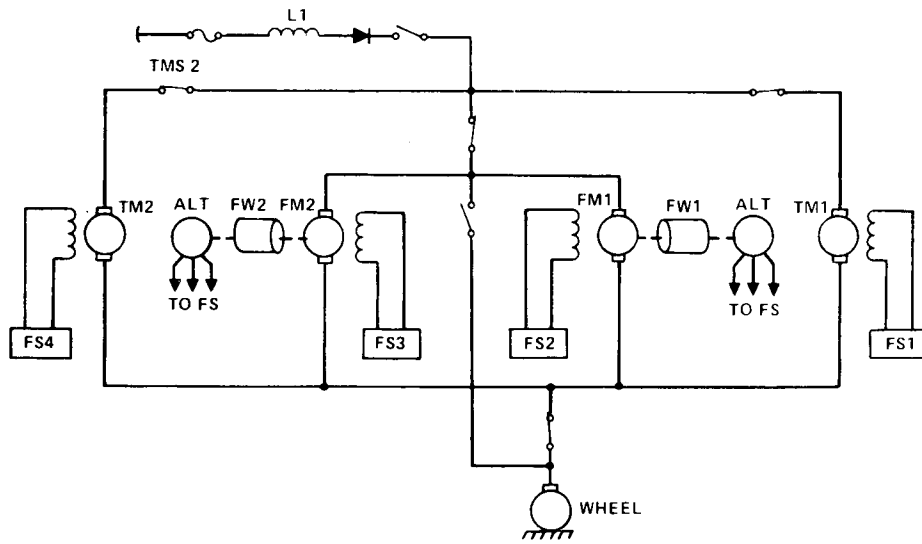 L1
TMS 2
TM2
ALT
FW2
FM2
FM1
FW1
ALT
TM1
TO FS
TO FS
FS4
FS3
FS2
FS1
WHEEL